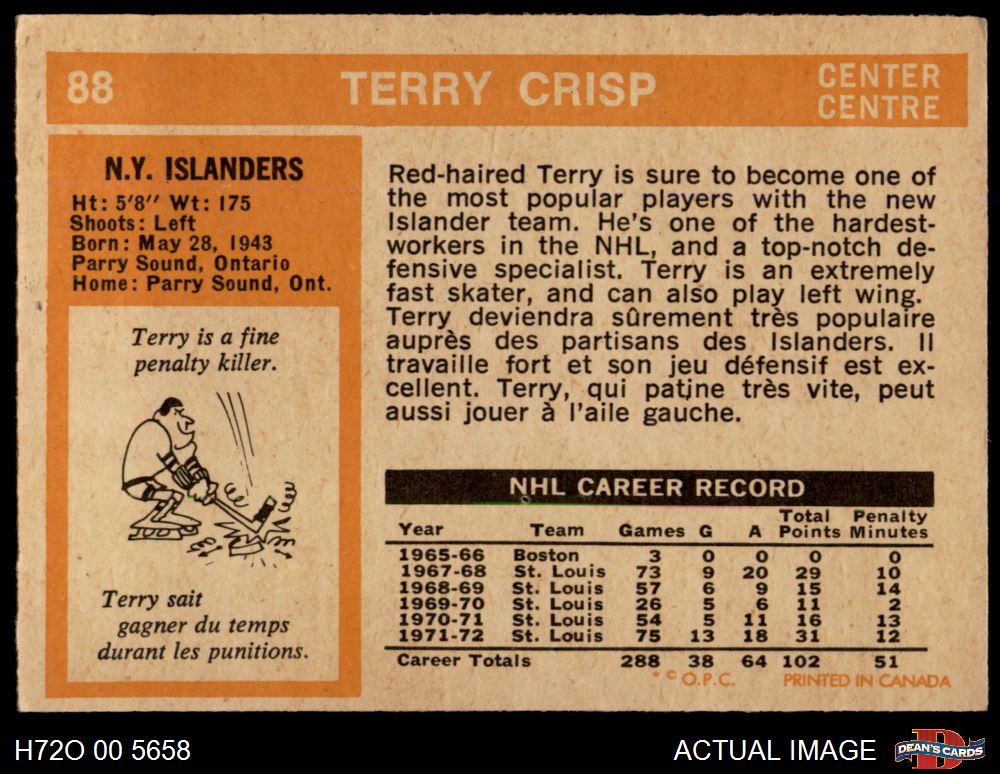 88 TERRY CRISP CENTER
CENTRE
N.Y. ISLANDERS
Ht: 5'8" Wt: 175
Shoots: Left
Born: May 28, 1943
Parry Sound, Ontario
Home: Parry Sound, Ont.
Terry is a fine
penalty killer.
Terry sait
gagner du temps
durant les punitions.
Red-haired Terry is sure to become one of
the most popular players with the new
Islander team. He's one of the hardest-
workers in the NHL, and a top-notch de-
fensive specialist. Terry is an extremely
fast skater, and can also play left wing.
Terry deviendra sûrement très populaire
auprès des partisans des Islanders. Il
travaille fort et son jeu défensif est ex-
cellent. Terry, qui patine très vite, peut
aussi jouer à l'aile gauche.
NHL CAREER RECORD
Year Team Games G A Total Points Penalty Minutes
1965-66 Boston 3 0 0 0 0
1967-68 St. Louis 73 9 20 29 10
1968-69 St. Louis 57 6 9 15 14
1969-70 St. Louis 26 5 6 11 2
1970-71 St. Louis 54 5 11 16 13
1971-72 St. Louis 75 13 18 31 12
Career Totals 288 38 64 102 51
* © O.P.C. PRINTED IN CANADA
H72O 00 5658 ACTUAL IMAGE DEAN'S CARDS